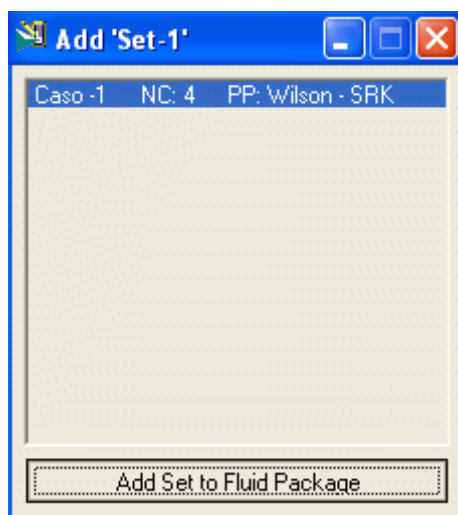 Add 'Set-1'
Caso -1 NC: 4 PP: Wilson - SRK
Add Set to Fluid Package